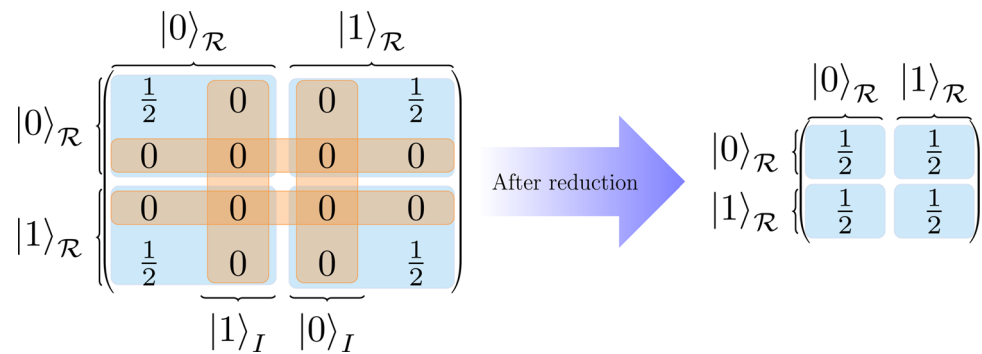 |0⟩_R |1⟩_R
|0⟩_R 1/2 0 0 1/2
0 0 0 0
|1⟩_R 0 0 0 0
1/2 0 0 1/2
|1⟩_I |0⟩_I
After reduction
|0⟩_R |1⟩_R
|0⟩_R 1/2 1/2
|1⟩_R 1/2 1/2